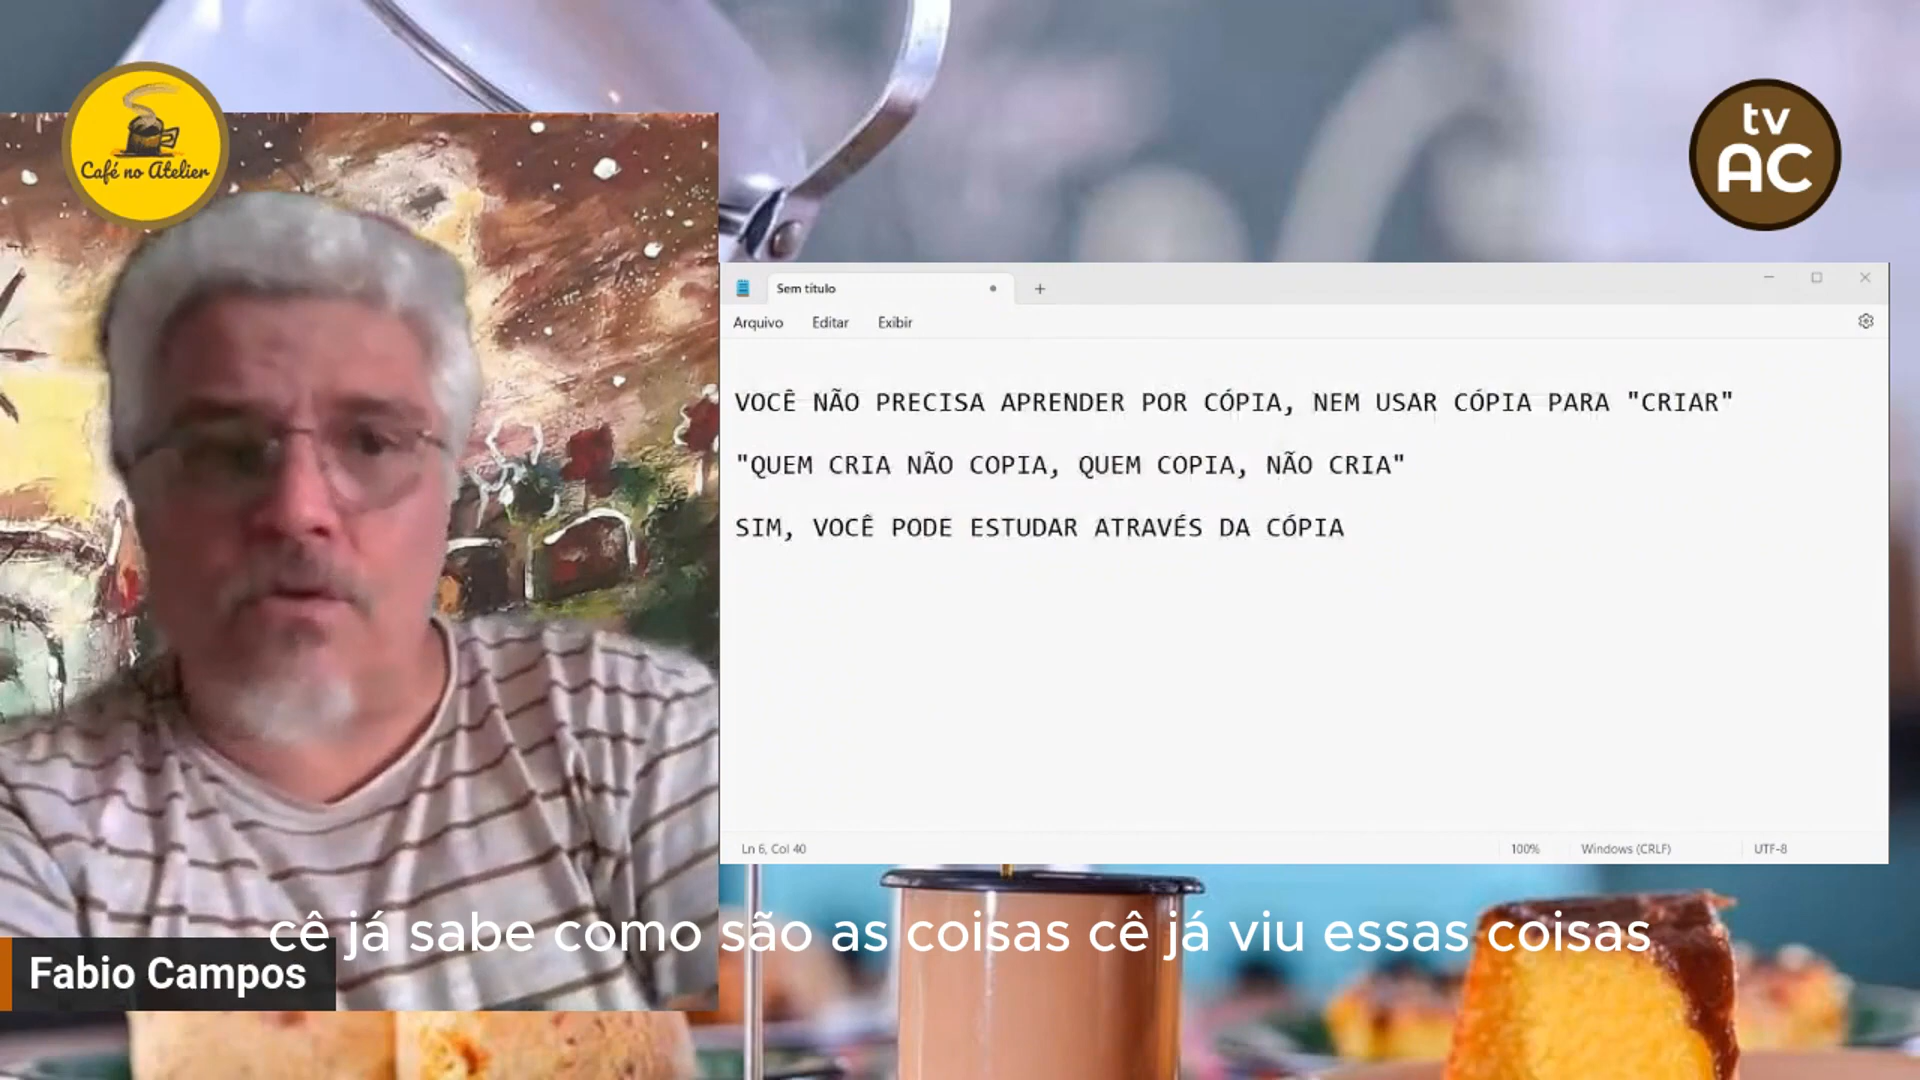 Café no Atelier
tv
AC
Sem título
Arquivo Editar Exibir
VOCÊ NÃO PRECISA APRENDER POR CÓPIA, NEM USAR CÓPIA PARA "CRIAR"
"QUEM CRIA NÃO COPIA, QUEM COPIA, NÃO CRIA"
SIM, VOCÊ PODE ESTUDAR ATRAVÉS DA CÓPIA
Ln 6, Col 40 100% Windows (CRLF) UTF-8
cê já sabe como são as coisas cê já viu essas coisas
Fabio Campos